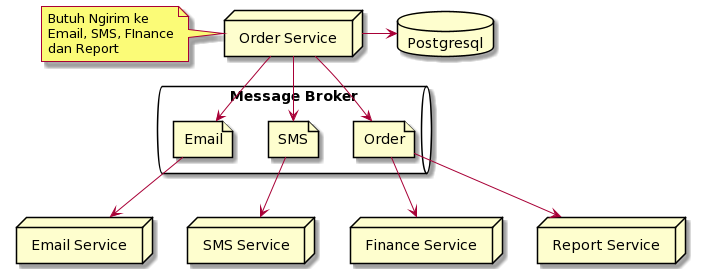 Butuh Ngirim ke
Email, SMS, FInance
dan Report
Order Service
Postgresql
Message Broker
Email
SMS
Order
Email Service
SMS Service
Finance Service
Report Service